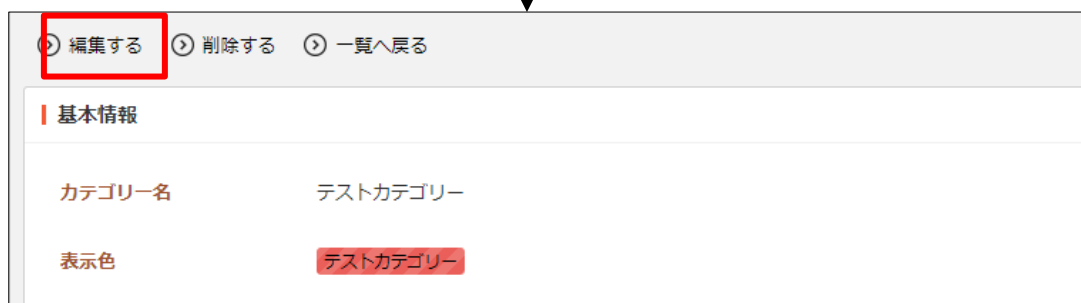 編集する 削除する 一覧へ戻る
基本情報
カテゴリー名 テストカテゴリー
表示色 テストカテゴリー